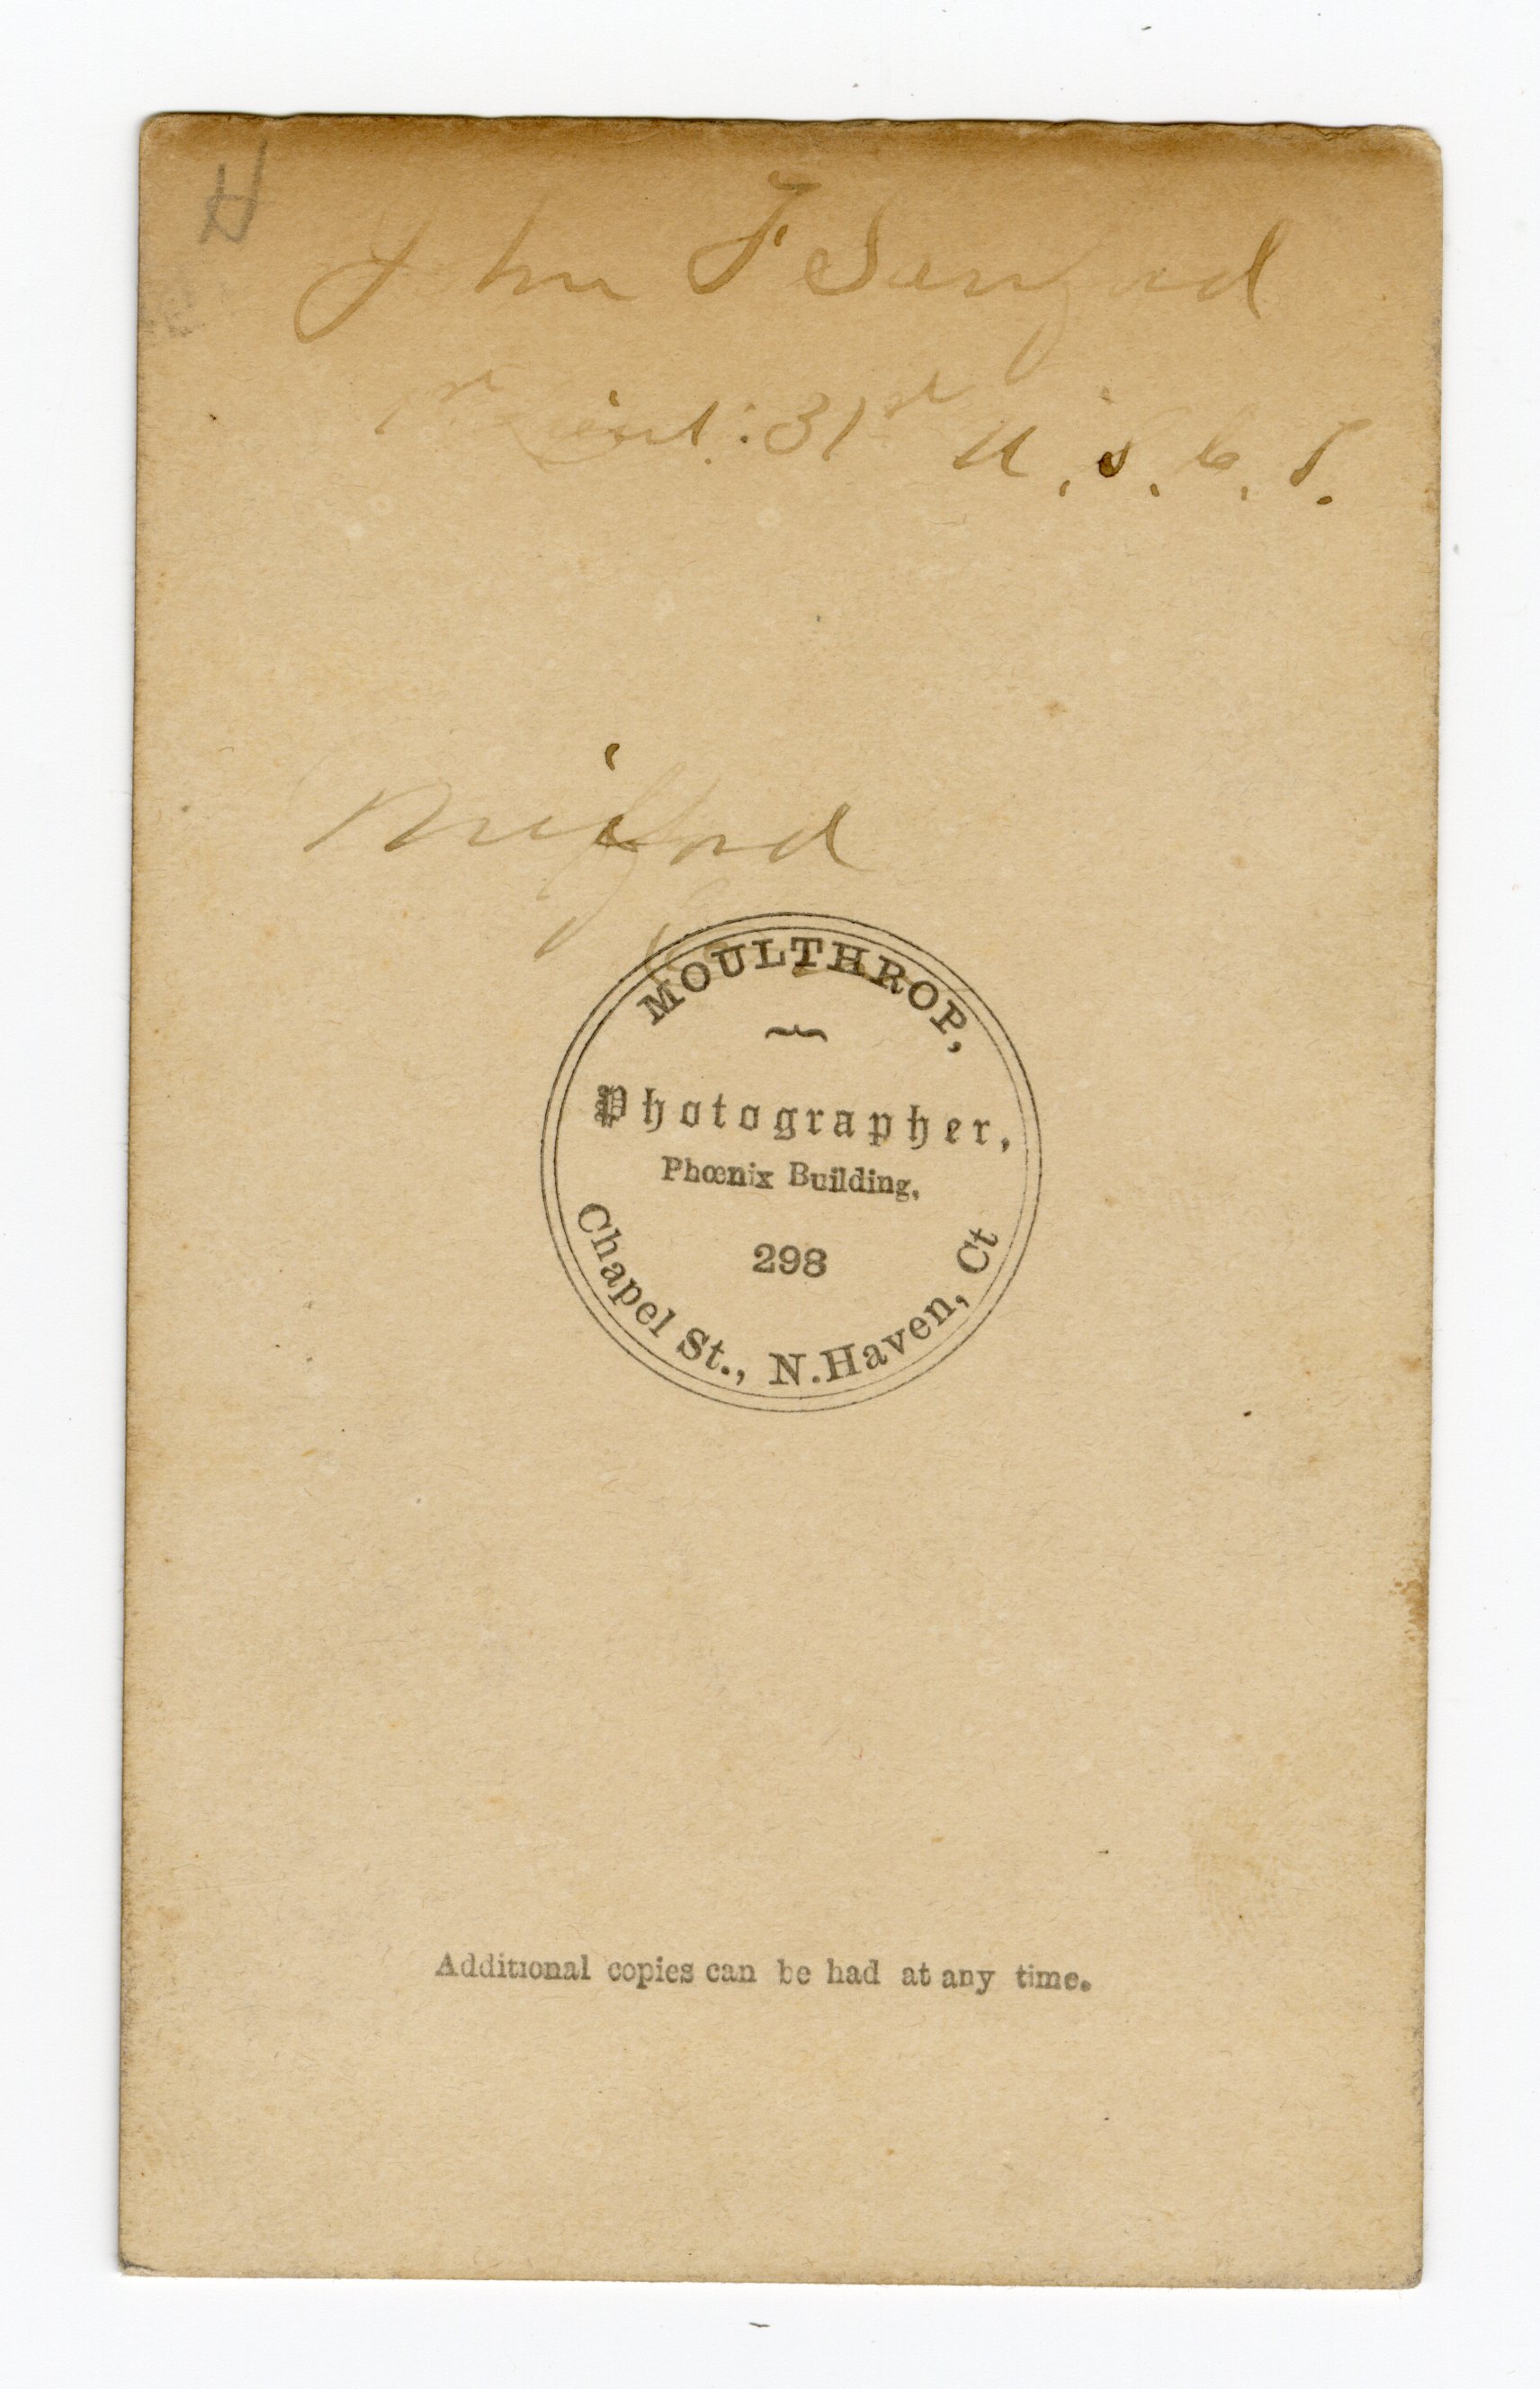 H
John F Sanford
1st Lieut: 31st U.S.C.T.
MOULTHROP,
Photographer,
Phœnix Building,
298
Chapel St., N. Haven, Ct
Additional copies can be had at any time.